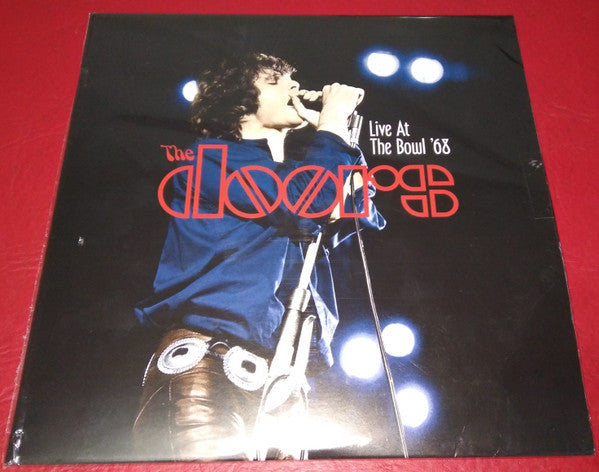 Live At
The Bowl '68
The
doors